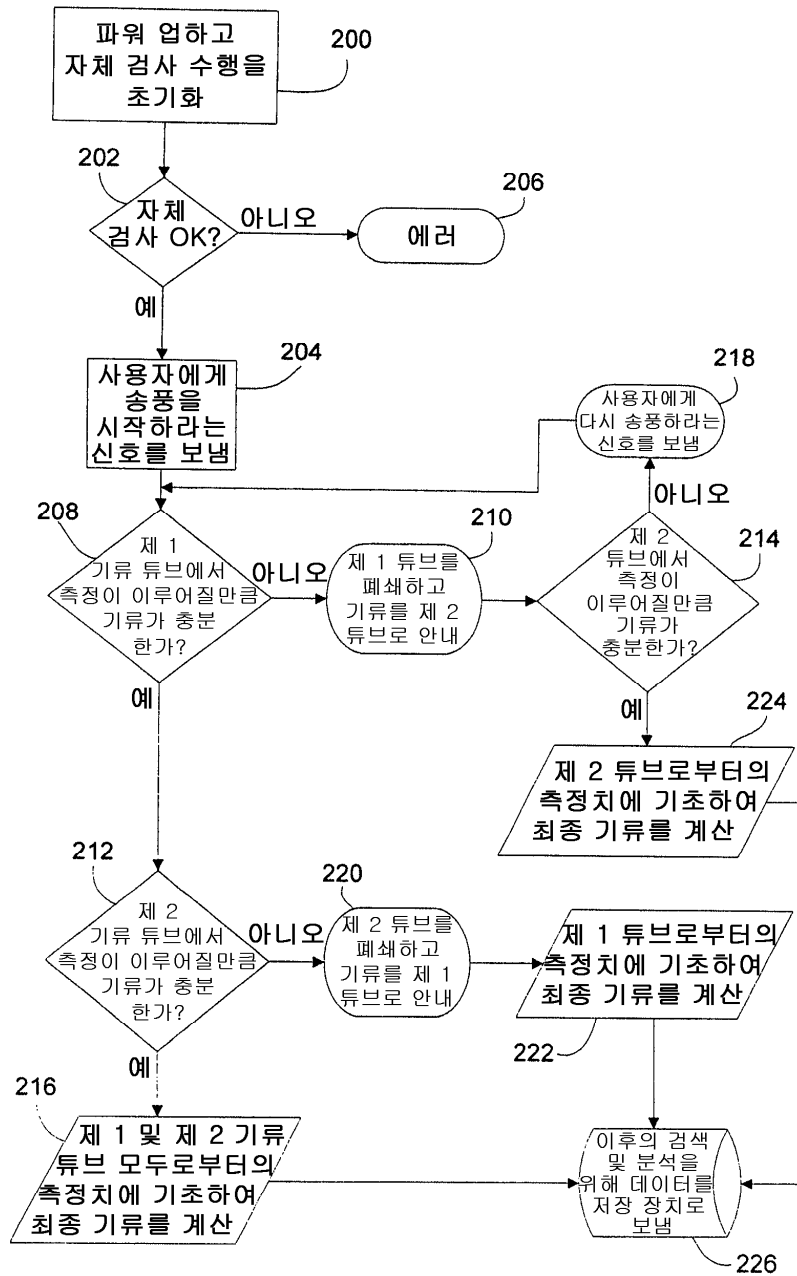 파워 업하고
자체 검사 수행을
초기화
200
202
자체
검사 OK?
아니오
206
에러
예
204
사용자에게
송풍을
시작하라는
신호를 보냄
218
사용자에게
다시 송풍하라는
신호를 보냄
아니오
208
제 1
기류 튜브에서
측정이 이루어질만큼
기류가 충분
한가?
아니오
210
제 1 튜브를
폐쇄하고
기류를 제 2
튜브로 안내
214
제 2
튜브에서
측정이
이루어질만큼
기류가
충분한가?
예
예
224
제 2 튜브로부터의
측정치에 기초하여
최종 기류를 계산
212
제 2
기류 튜브에서
측정이 이루어질만큼
기류가 충분
한가?
아니오
220
제 2 튜브를
폐쇄하고
기류를 제 1
튜브로 안내
제 1 튜브로부터의
측정치에 기초하여
최종 기류를 계산
222
예
216
제 1 및 제 2 기류
튜브 모두로부터의
측정치에 기초하여
최종 기류를 계산
이후의 검색
및 분석을
위해 데이터를
저장 장치로
보냄
226